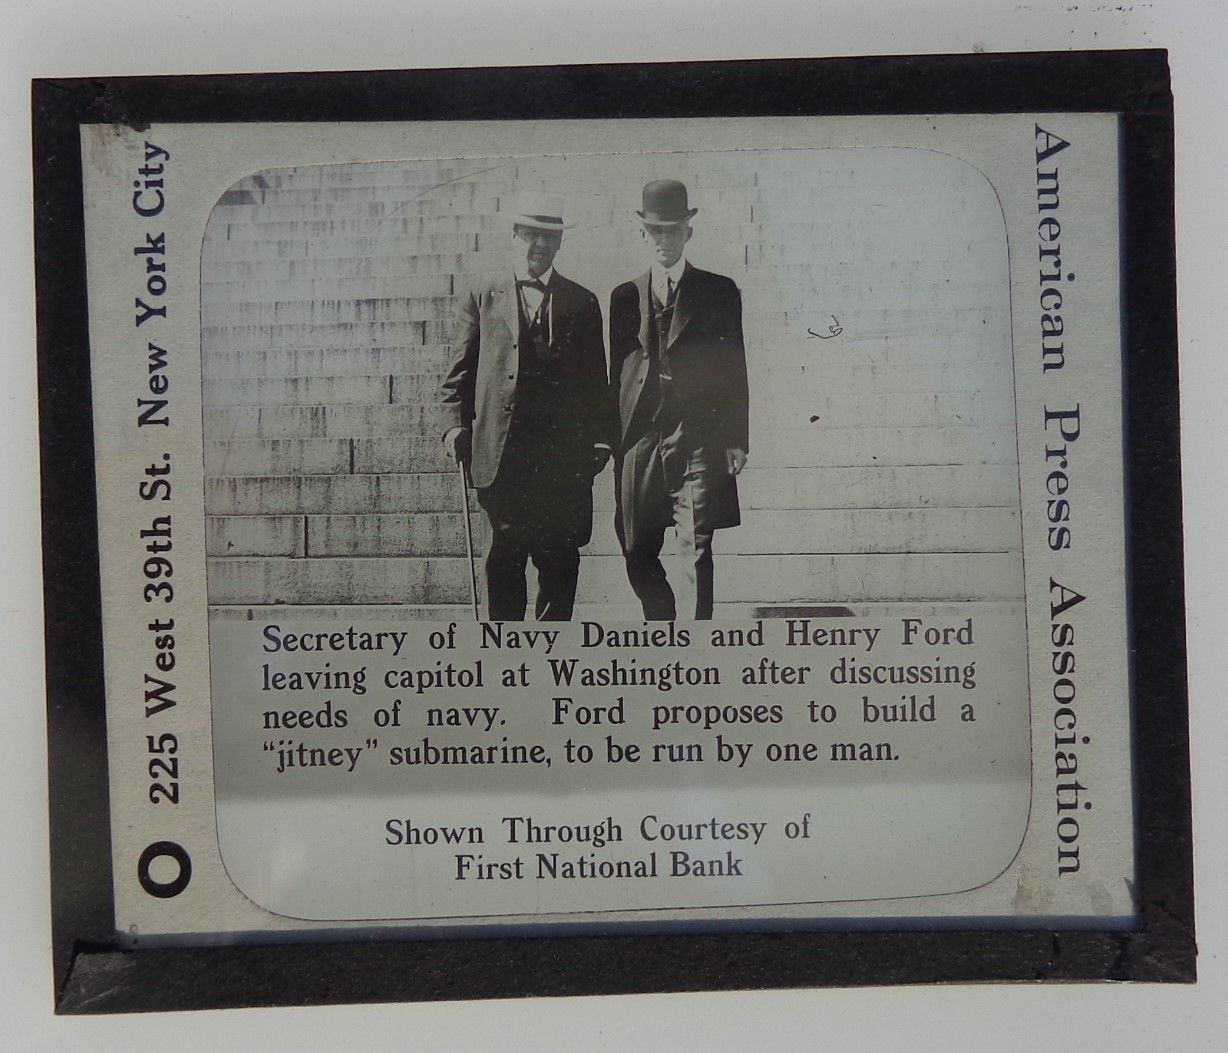 Secretary of Navy Daniels and Henry Ford
leaving capitol at Washington after discussing
needs of navy. Ford proposes to build a
“jitney” submarine, to be run by one man.
Shown Through Courtesy of
First National Bank
225 West 39th St. New York City
American Press Association